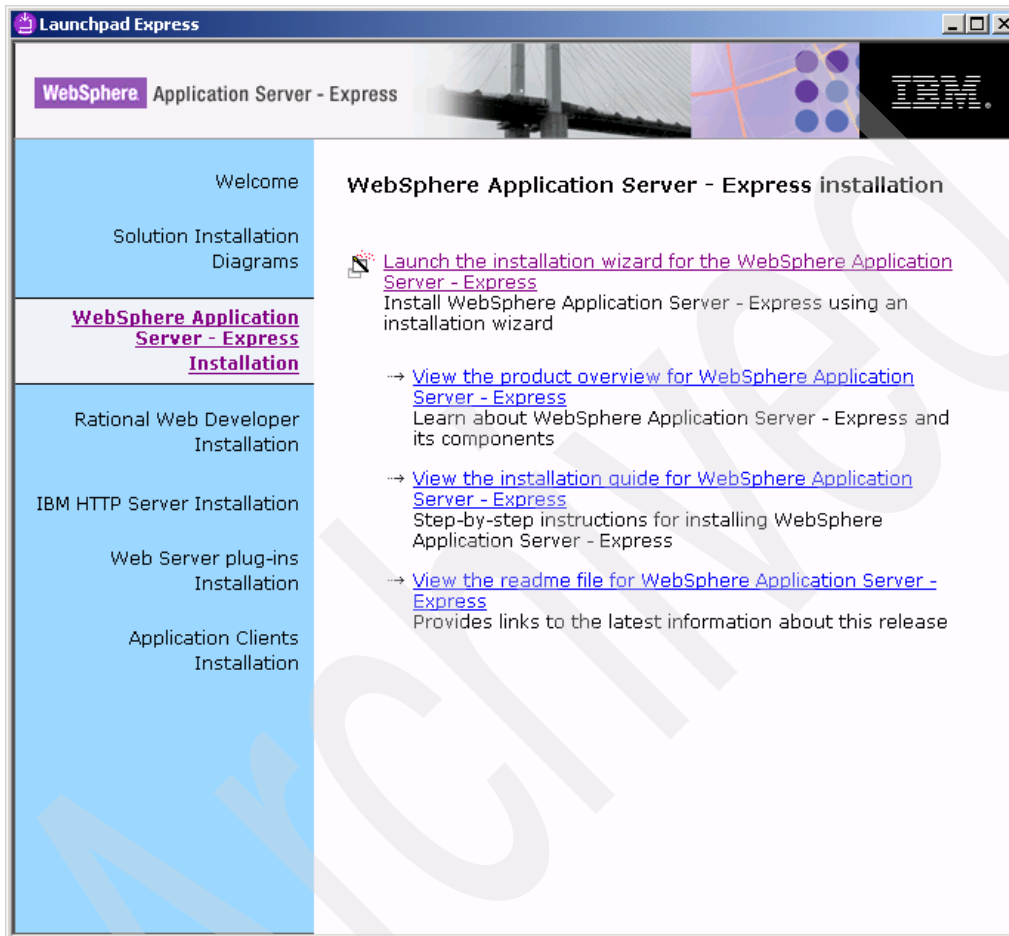 Launchpad Express
WebSphere. Application Server - Express
IBM.
Welcome
Solution Installation
Diagrams
WebSphere Application
Server - Express
Installation
Rational Web Developer
Installation
IBM HTTP Server Installation
Web Server plug-ins
Installation
Application Clients
Installation
WebSphere Application Server - Express installation
Launch the installation wizard for the WebSphere Application
Server - Express
Install WebSphere Application Server - Express using an
installation wizard
View the product overview for WebSphere Application
Server - Express
Learn about WebSphere Application Server - Express and
its components
View the installation guide for WebSphere Application
Server - Express
Step-by-step instructions for installing WebSphere
Application Server - Express
View the readme file for WebSphere Application Server -
Express
Provides links to the latest information about this release
Archived